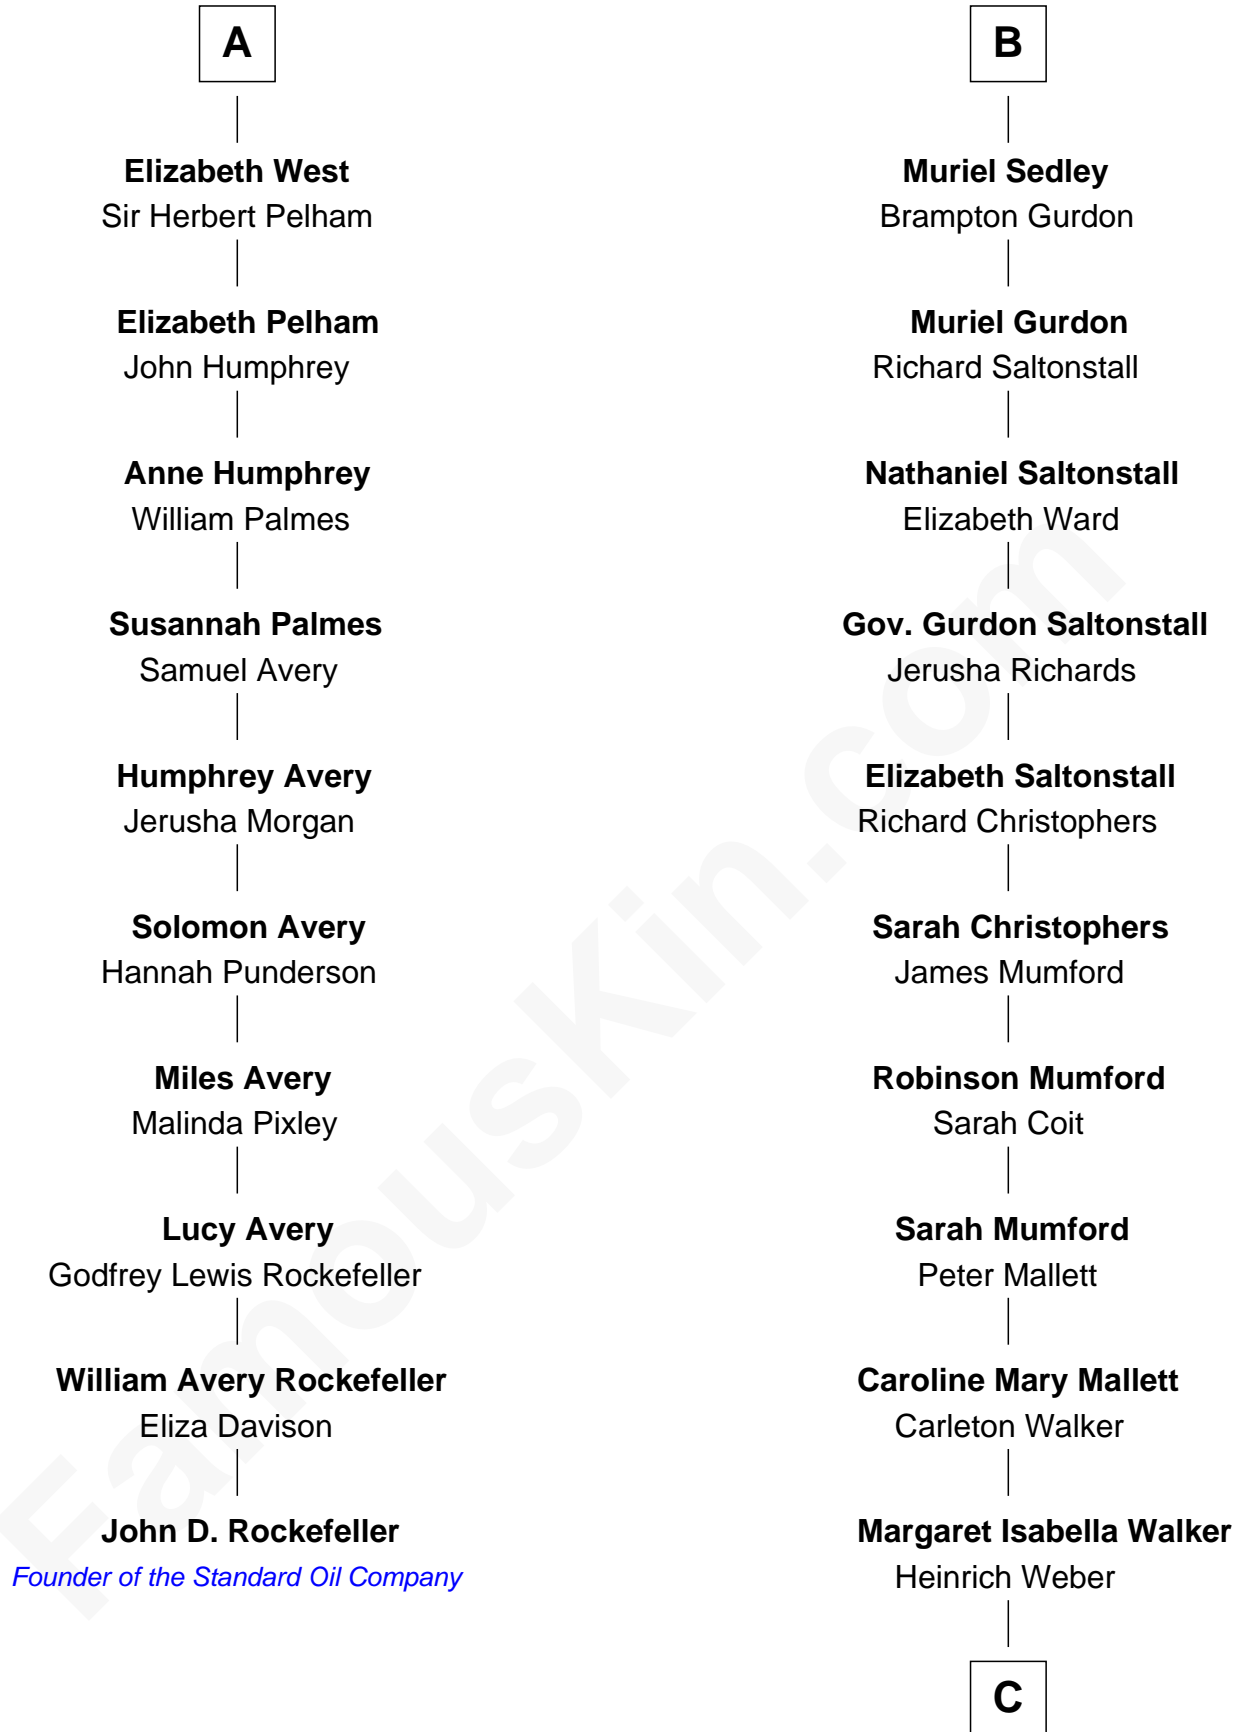 A
Elizabeth West
Sir Herbert Pelham
Elizabeth Pelham
John Humphrey
Anne Humphrey
William Palmes
Susannah Palmes
Samuel Avery
Humphrey Avery
Jerusha Morgan
Solomon Avery
Hannah Punderson
Miles Avery
Malinda Pixley
Lucy Avery
Godfrey Lewis Rockefeller
William Avery Rockefeller
Eliza Davison
John D. Rockefeller
Founder of the Standard Oil Company
B
Muriel Sedley
Brampton Gurdon
Muriel Gurdon
Richard Saltonstall
Nathaniel Saltonstall
Elizabeth Ward
Gov. Gurdon Saltonstall
Jerusha Richards
Elizabeth Saltonstall
Richard Christophers
Sarah Christophers
James Mumford
Robinson Mumford
Sarah Coit
Sarah Mumford
Peter Mallett
Caroline Mary Mallett
Carleton Walker
Margaret Isabella Walker
Heinrich Weber
C
FamousKin.com